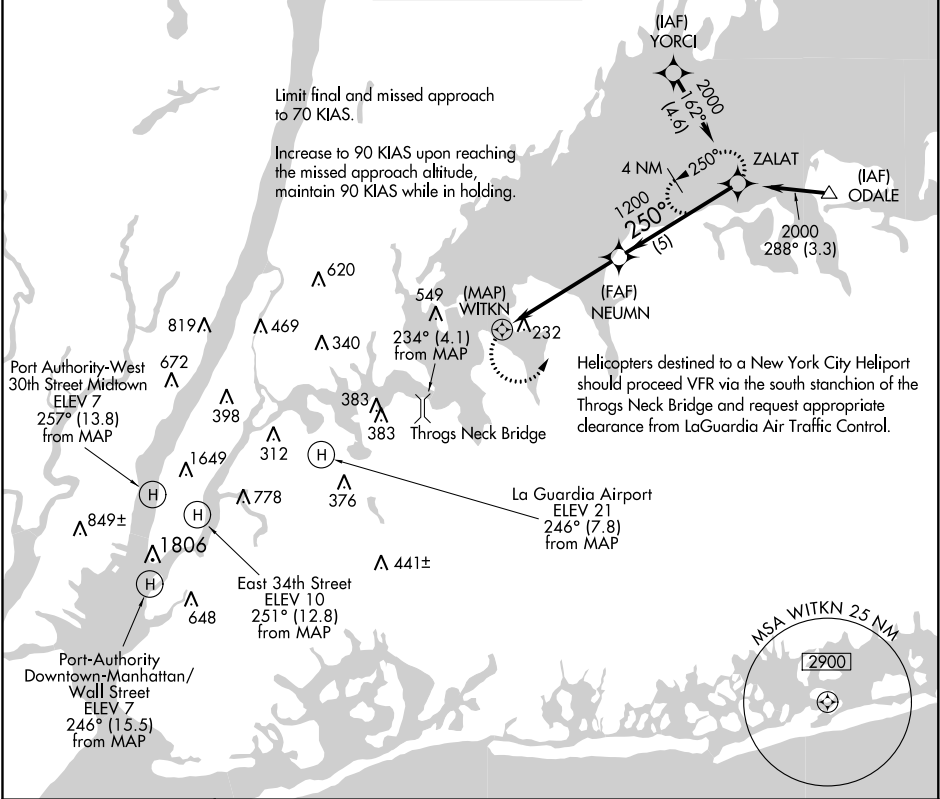 (IAF)
YORCI
2000
162°
(4.6)
Limit final and missed approach
to 70 KIAS.
Increase to 90 KIAS upon reaching
the missed approach altitude,
maintain 90 KIAS while in holding.
4 NM
250°
ZALAT
(IAF)
ODALE
2000
288° (3.3)
1200
250°
(5)
(FAF)
NEUMN
(MAP)
WITKN
232
620
549
819
469
340
234° (4.1)
from MAP
Port Authority-West
30th Street Midtown
ELEV 7
257° (13.8)
from MAP
672
398
383
383
Throgs Neck Bridge
Helicopters destined to a New York City Heliport
should proceed VFR via the south stanchion of the
Throgs Neck Bridge and request appropriate
clearance from LaGuardia Air Traffic Control.
312
1649
H
H
778
376
La Guardia Airport
ELEV 21
246° (7.8)
from MAP
849±
H
1806
H
441±
East 34th Street
ELEV 10
251° (12.8)
from MAP
648
Port-Authority
Downtown-Manhattan/
Wall Street
ELEV 7
246° (15.5)
from MAP
MSA WITKN 25 NM
2900